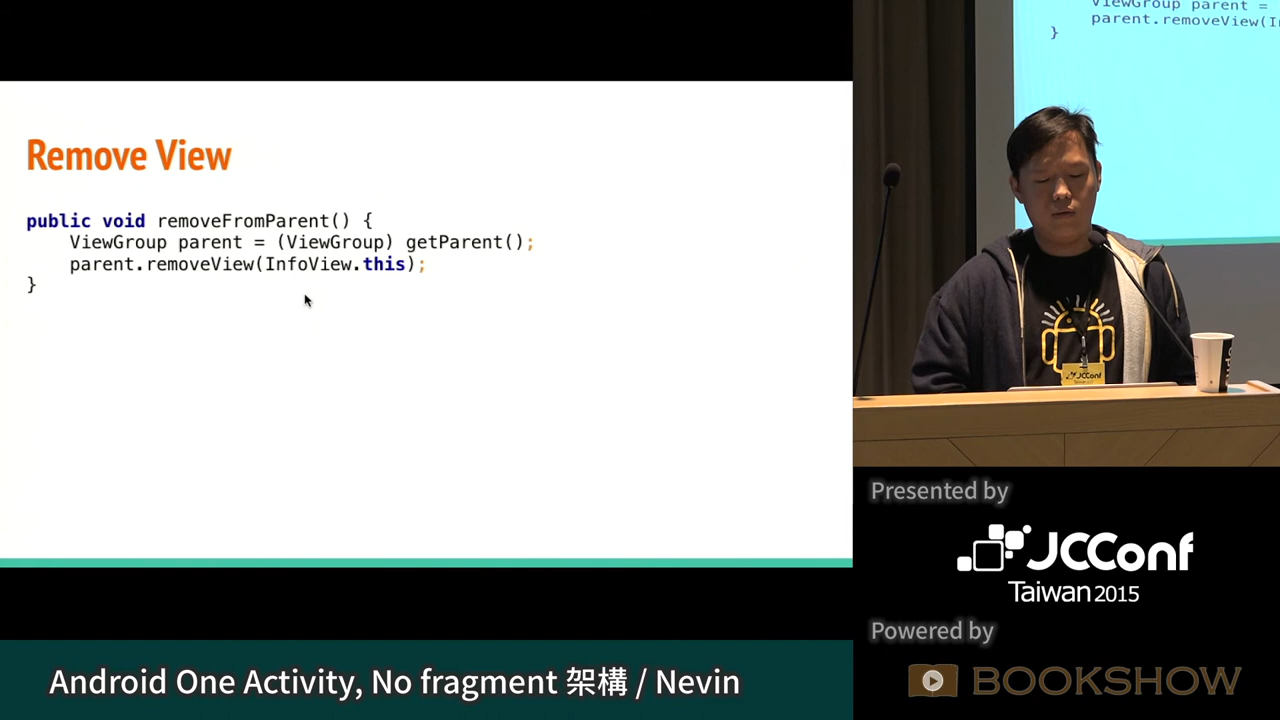 Remove View
public void removeFromParent() {
ViewGroup parent = (ViewGroup) getParent();
parent.removeView(InfoView.this);
}
ViewGroup parent =
parent.removeView(I
}
JCConf
Presented by
JCConf
Taiwan 2015
Powered by
BOOKSHOW
Android One Activity, No fragment 架構 / Nevin